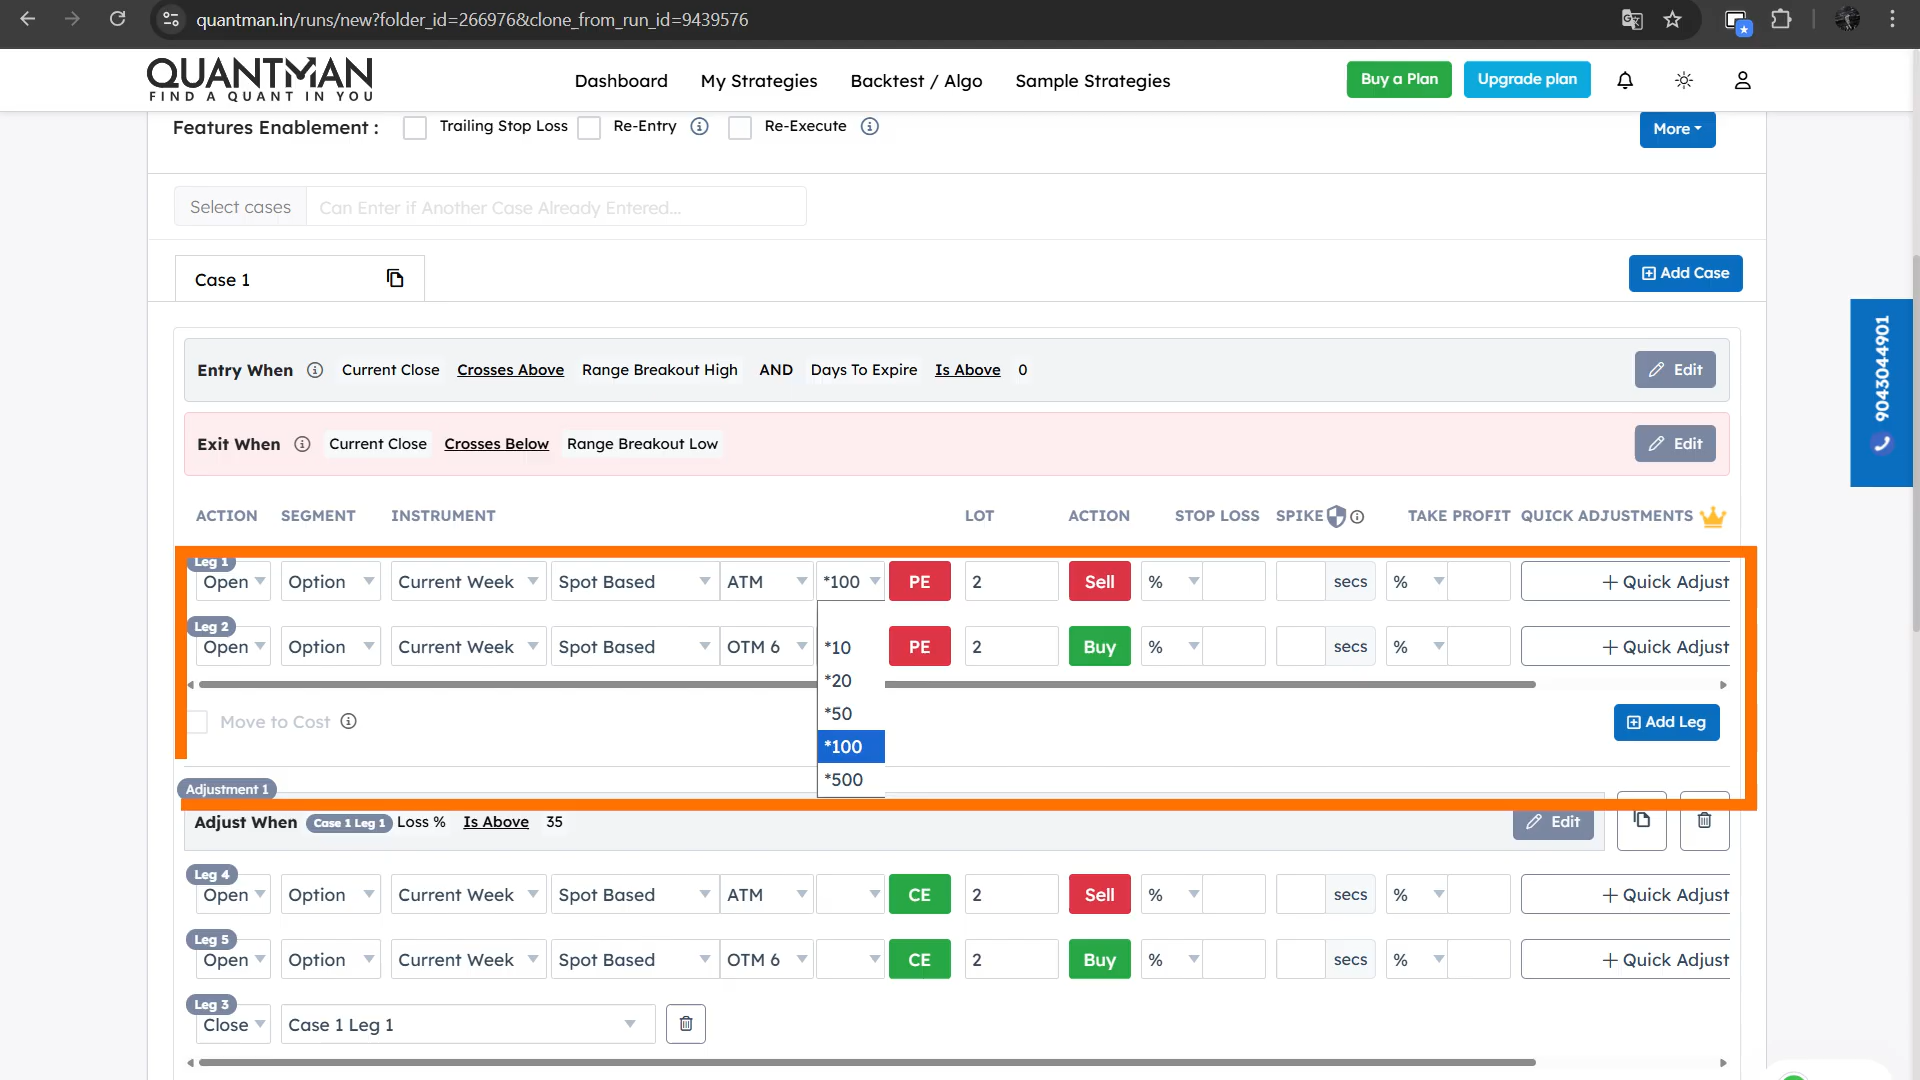 quantman.in/runs/new?folder_id=266976&clone_from_run_id=9439576
QUANTMAN
FIND A QUANT IN YOU
Dashboard My Strategies Backtest / Algo Sample Strategies Buy a Plan Upgrade plan
Features Enablement : Trailing Stop Loss Re-Entry Re-Execute More
Select cases Can Enter if Another Case Already Entered...
Case 1 Add Case
9043044901
Entry When Current Close Crosses Above Range Breakout High AND Days To Expire Is Above 0 Edit
Exit When Current Close Crosses Below Range Breakout Low Edit
ACTION SEGMENT INSTRUMENT LOT ACTION STOP LOSS SPIKE TAKE PROFIT QUICK ADJUSTMENTS
Leg 1
Open Option Current Week Spot Based ATM *100 PE 2 Sell % secs % + Quick Adjust
Leg 2
Open Option Current Week Spot Based OTM 6 PE 2 Buy % secs % + Quick Adjust
*10
*20
*50
*100
*500
Move to Cost Add Leg
Adjustment 1
Adjust When Case 1 Leg 1 Loss % Is Above 35 Edit
Leg 4
Open Option Current Week Spot Based ATM CE 2 Sell % secs % + Quick Adjust
Leg 5
Open Option Current Week Spot Based OTM 6 CE 2 Buy % secs % + Quick Adjust
Leg 3
Close Case 1 Leg 1